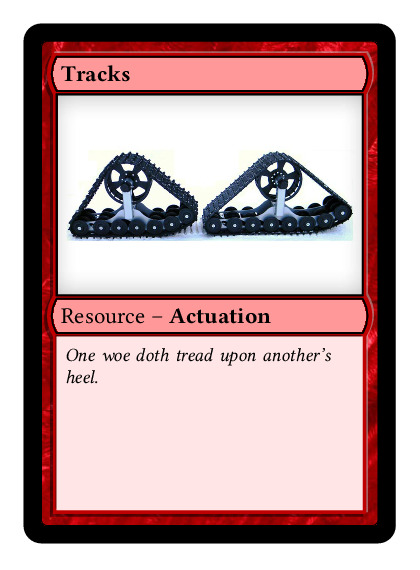 Tracks
Resource – Actuation
One woe doth tread upon another’s
heel.